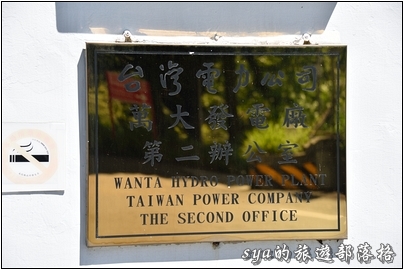 台灣電力公司
萬大發電廠
第二辦公室
WANTA HYDRO POWER PLANT
TAIWAN POWER COMPANY
THE SECOND OFFICE
sya的旅遊部落格